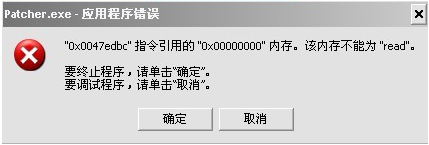 Patcher.exe - 应用程序错误
"0x0047edbc" 指令引用的 "0x00000000" 内存。该内存不能为 "read"。
要终止程序，请单击“确定”。
要调试程序，请单击“取消”。
确定
取消